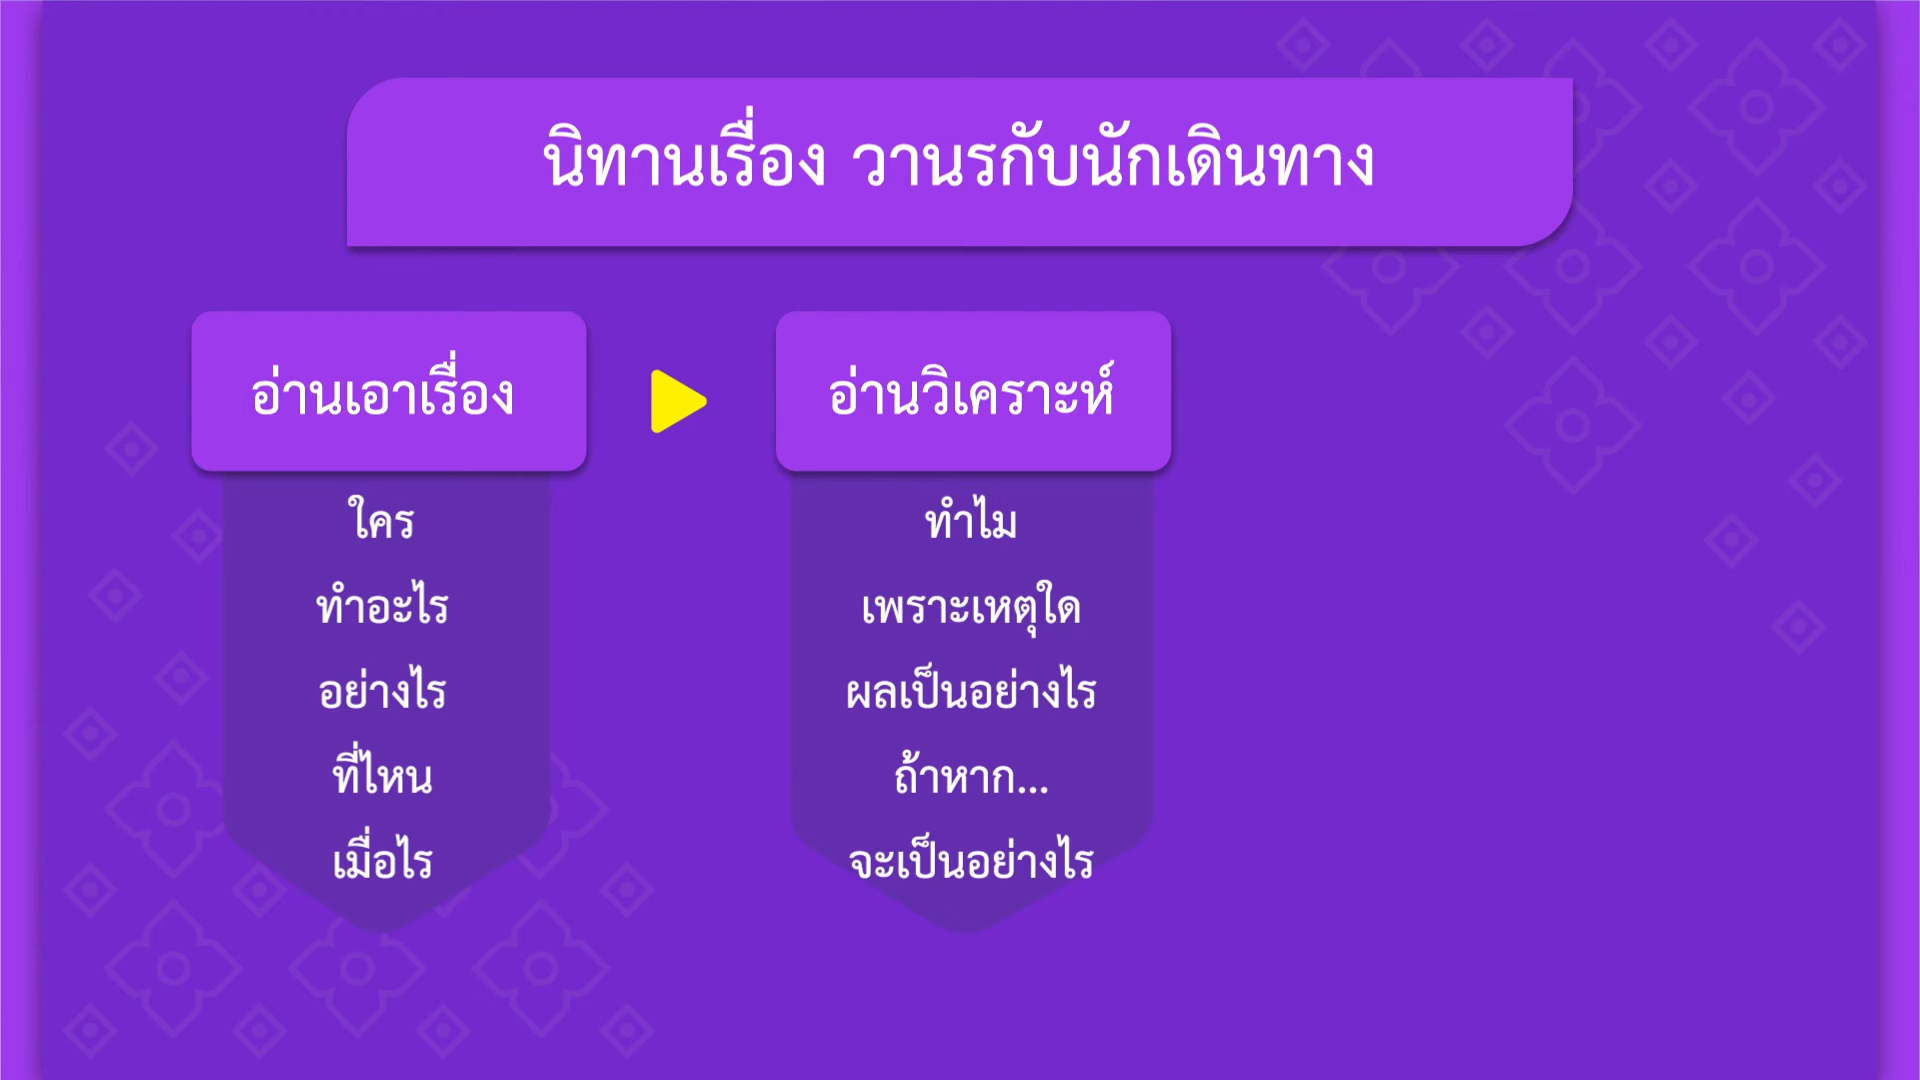 นิทานเรื่อง วานรกับนักเดินทาง
อ่านเอาเรื่อง
ใคร
ทำอะไร
อย่างไร
ที่ไหน
เมื่อไร
อ่านวิเคราะห์
ทำไม
เพราะเหตุใด
ผลเป็นอย่างไร
ถ้าหาก...
จะเป็นอย่างไร